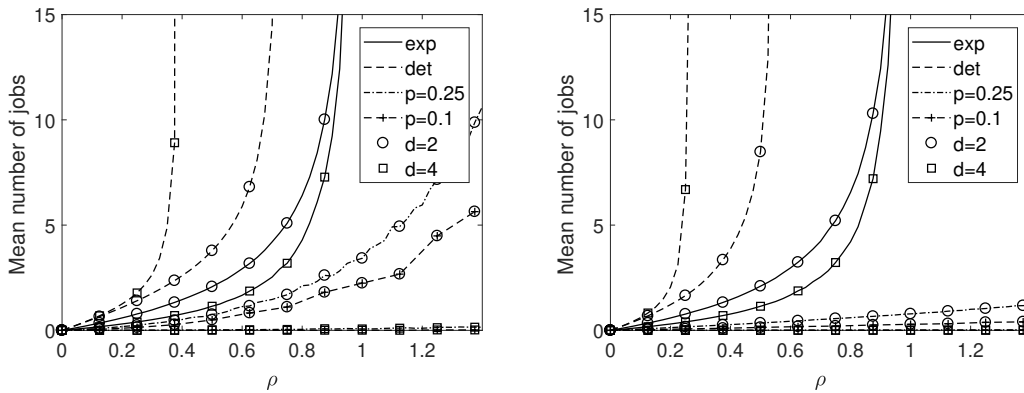 Mean number of jobs
15
10
5
0
0
0.2
0.4
0.6
0.8
1
1.2
ρ
exp
det
p=0.25
p=0.1
d=2
d=4
Mean number of jobs
15
10
5
0
0
0.2
0.4
0.6
0.8
1
1.2
ρ
exp
det
p=0.25
p=0.1
d=2
d=4